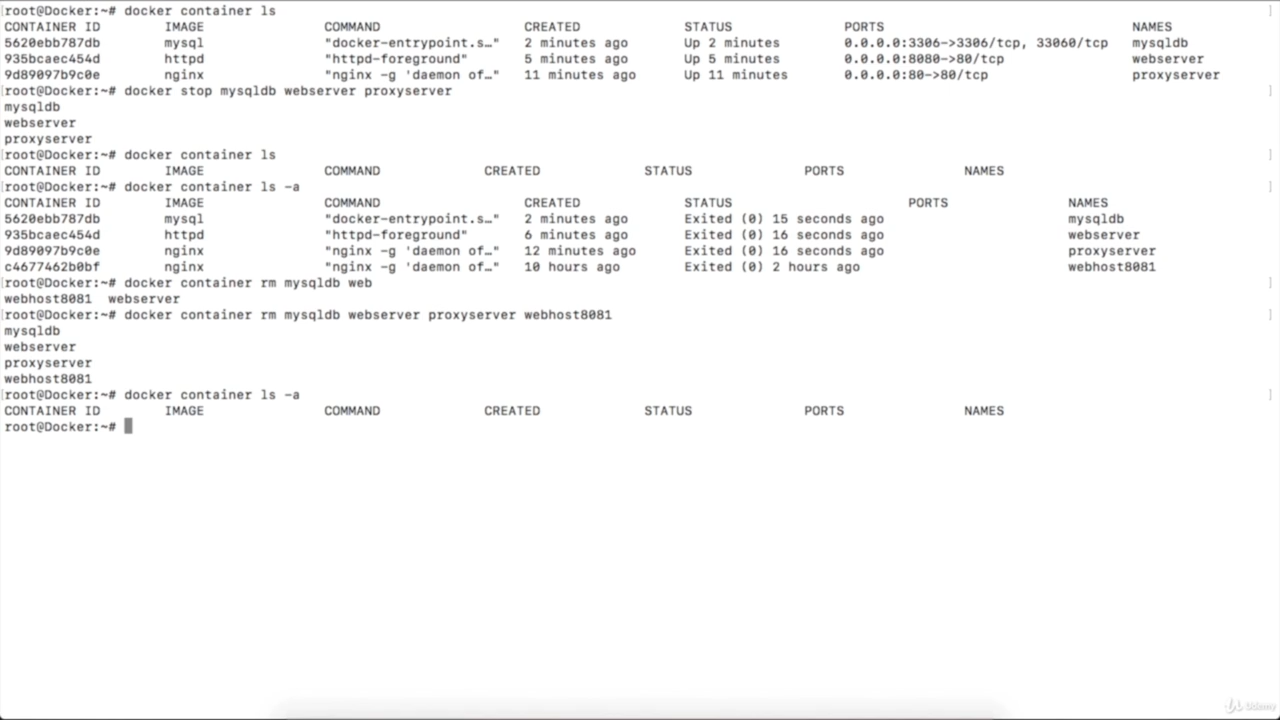 [root@Docker:~# docker container ls ]
CONTAINER ID IMAGE COMMAND CREATED STATUS PORTS NAMES
5620ebb787db mysql "docker-entrypoint.s…" 2 minutes ago Up 2 minutes 0.0.0.0:3306->3306/tcp, 33060/tcp mysqldb
935bcaec454d httpd "httpd-foreground" 5 minutes ago Up 5 minutes 0.0.0.0:8080->80/tcp webserver
9d89097b9c0e nginx "nginx -g 'daemon of…" 11 minutes ago Up 11 minutes 0.0.0.0:80->80/tcp proxyserver
[root@Docker:~# docker stop mysqldb webserver proxyserver ]
mysqldb
webserver
proxyserver
[root@Docker:~# docker container ls ]
CONTAINER ID IMAGE COMMAND CREATED STATUS PORTS NAMES
[root@Docker:~# docker container ls -a ]
CONTAINER ID IMAGE COMMAND CREATED STATUS PORTS NAMES
5620ebb787db mysql "docker-entrypoint.s…" 2 minutes ago Exited (0) 15 seconds ago mysqldb
935bcaec454d httpd "httpd-foreground" 6 minutes ago Exited (0) 16 seconds ago webserver
9d89097b9c0e nginx "nginx -g 'daemon of…" 12 minutes ago Exited (0) 16 seconds ago proxyserver
c4677462b0bf nginx "nginx -g 'daemon of…" 10 hours ago Exited (0) 2 hours ago webhost8081
[root@Docker:~# docker container rm mysqldb web ]
webhost8081 webserver
[root@Docker:~# docker container rm mysqldb webserver proxyserver webhost8081 ]
mysqldb
webserver
proxyserver
webhost8081
[root@Docker:~# docker container ls -a ]
CONTAINER ID IMAGE COMMAND CREATED STATUS PORTS NAMES
root@Docker:~#
Udemy